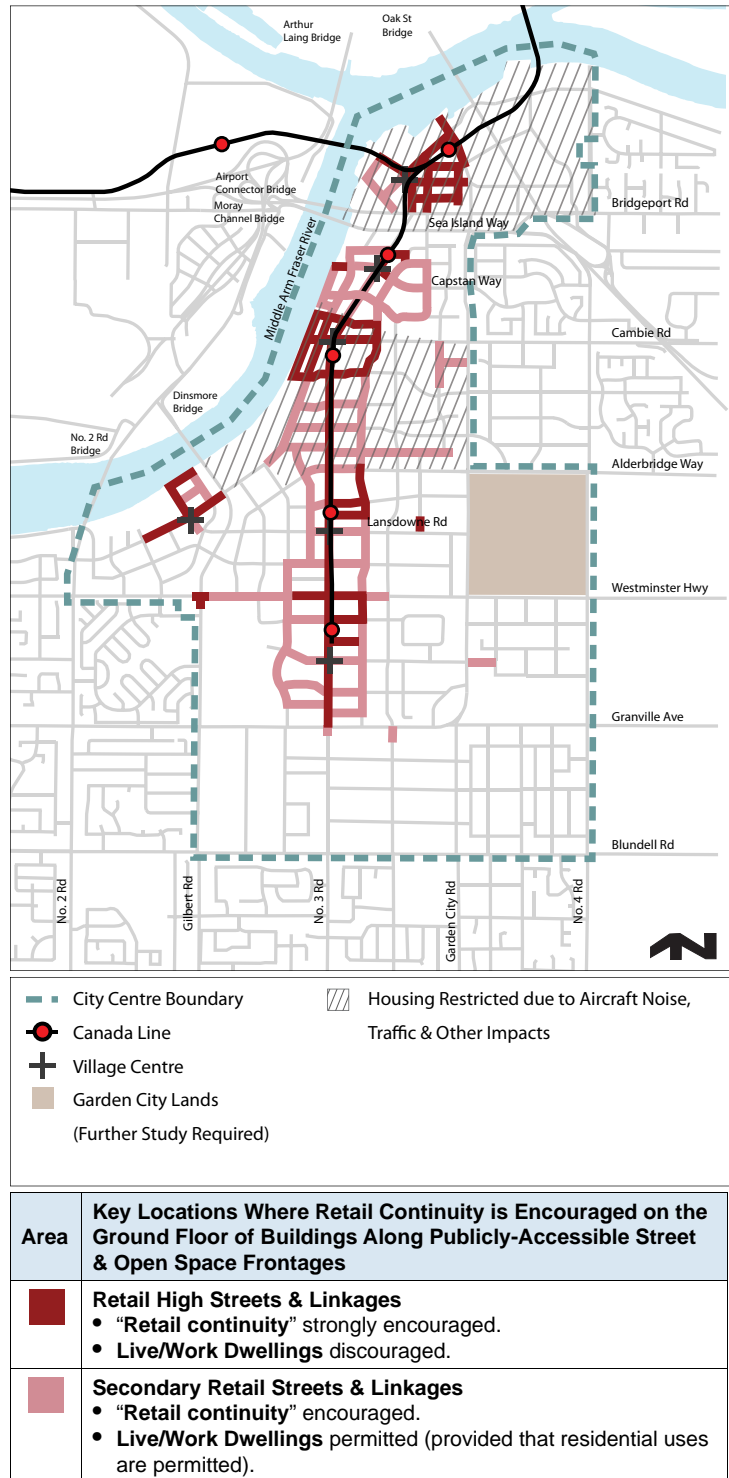 Arthur
Laing Bridge
Oak St
Bridge
Airport
Connector Bridge
Moray
Channel Bridge
Bridgeport Rd
Sea Island Way
Middle Arm Fraser River
Capstan Way
Cambie Rd
Dinsmore
Bridge
No. 2 Rd
Bridge
Alderbridge Way
Lansdowne Rd
Westminster Hwy
Granville Ave
Blundell Rd
No. 2 Rd
Gilbert Rd
No. 3 Rd
Garden City Rd
No. 4 Rd
N
City Centre Boundary
Canada Line
Village Centre
Garden City Lands
(Further Study Required)
Housing Restricted due to Aircraft Noise,
Traffic & Other Impacts
Area
Key Locations Where Retail Continuity is Encouraged on the
Ground Floor of Buildings Along Publicly-Accessible Street
& Open Space Frontages
Retail High Streets & Linkages
• “Retail continuity” strongly encouraged.
• Live/Work Dwellings discouraged.
Secondary Retail Streets & Linkages
• “Retail continuity” encouraged.
• Live/Work Dwellings permitted (provided that residential uses
are permitted).